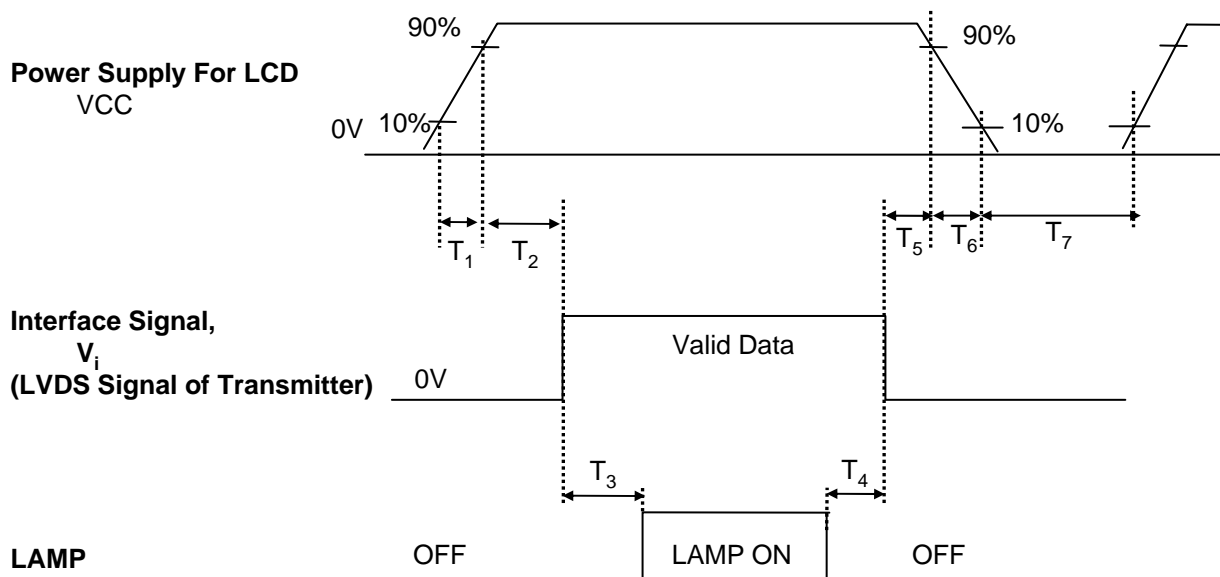 90%
90%
Power Supply For LCD
VCC
0V 10%
10%
T1 T2 T5 T6 T7
Interface Signal,
Vi
(LVDS Signal of Transmitter)
0V
Valid Data
T3 T4
LAMP OFF LAMP ON OFF